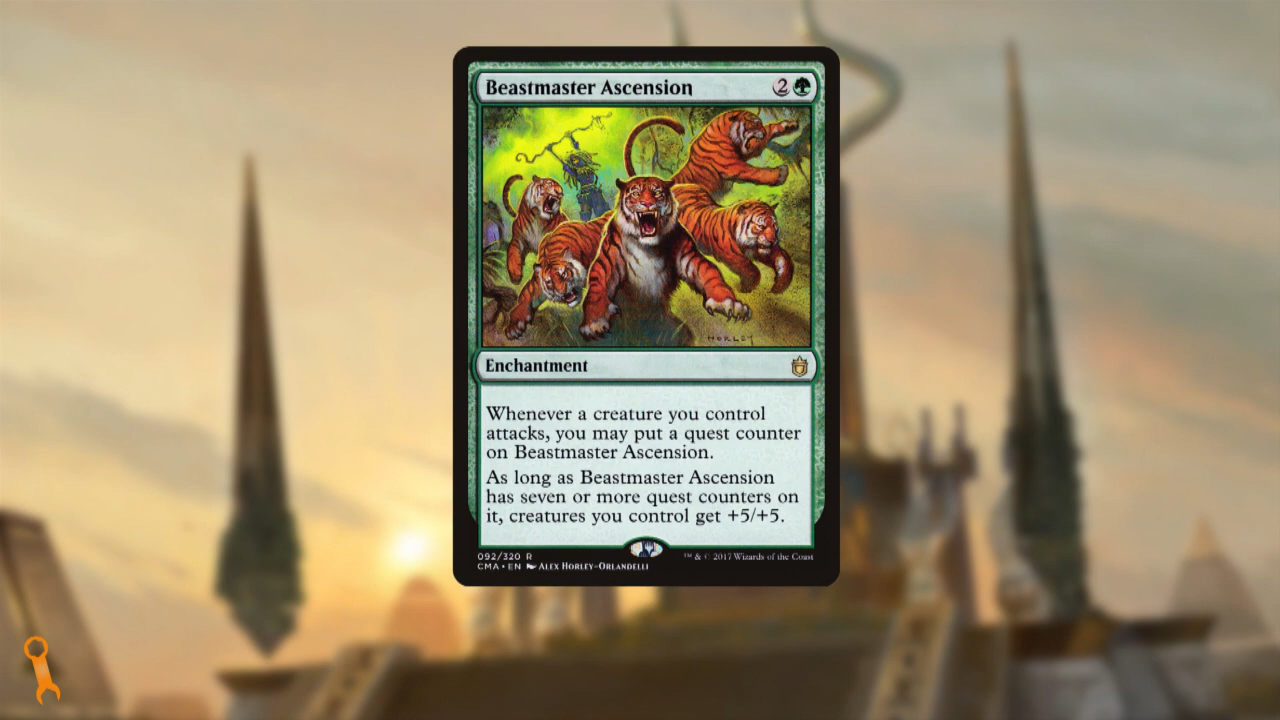 Beastmaster Ascension 2
HORLEY
Enchantment
Whenever a creature you control
attacks, you may put a quest counter
on Beastmaster Ascension.
As long as Beastmaster Ascension
has seven or more quest counters on
it, creatures you control get +5/+5.
092/320 R
™ & © 2017 Wizards of the Coast
CMA • EN Alex Horley-Orlandelli